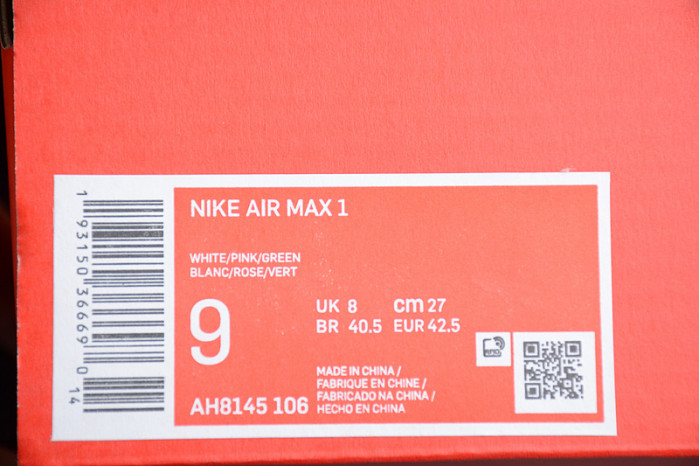 NIKE AIR MAX 1
WHITE/PINK/GREEN
BLANC/ROSE/VERT
9
UK 8 cm 27
BR 40.5 EUR 42.5
AH8145 106
MADE IN CHINA /
FABRIQUE EN CHINE /
FABRICADO NA CHINA /
HECHO EN CHINA
1 93150 36669 0 14
RFID